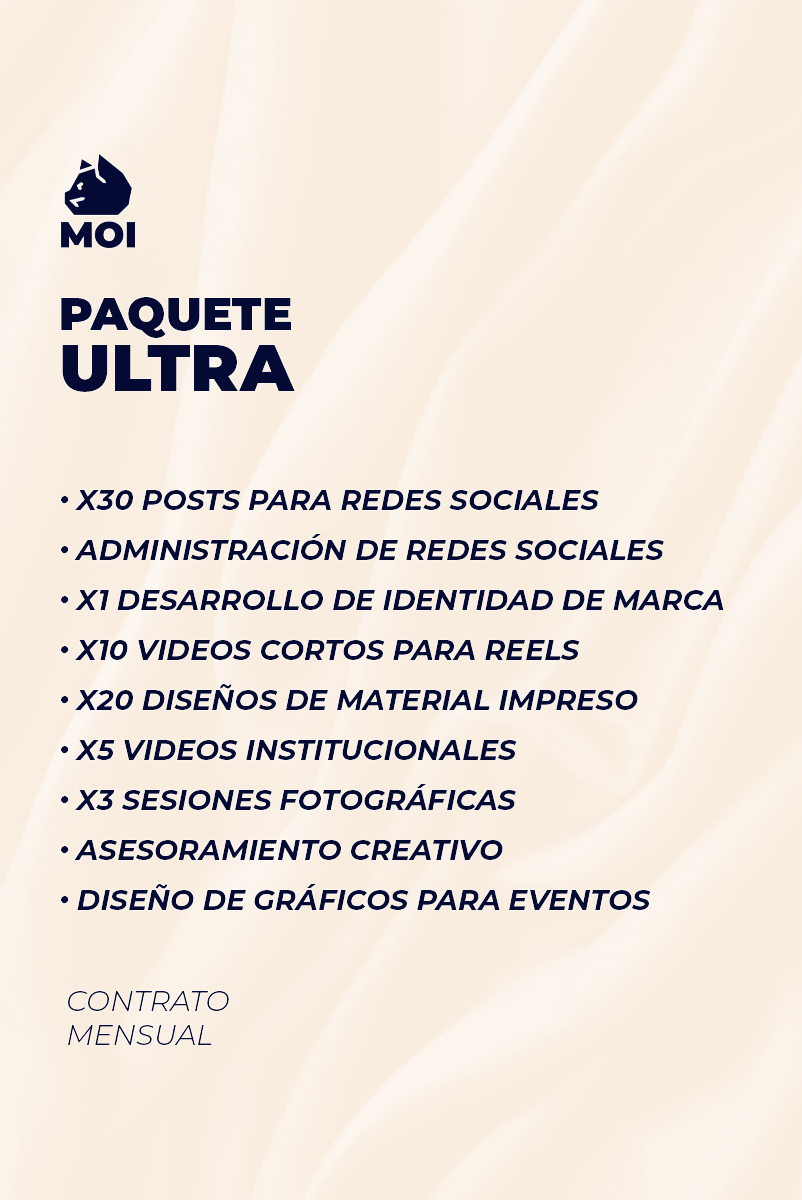 MOI
PAQUETE
ULTRA
• X30 POSTS PARA REDES SOCIALES
• ADMINISTRACIÓN DE REDES SOCIALES
• X1 DESARROLLO DE IDENTIDAD DE MARCA
• X10 VIDEOS CORTOS PARA REELS
• X20 DISEÑOS DE MATERIAL IMPRESO
• X5 VIDEOS INSTITUCIONALES
• X3 SESIONES FOTOGRÁFICAS
• ASESORAMIENTO CREATIVO
• DISEÑO DE GRÁFICOS PARA EVENTOS
CONTRATO
MENSUAL